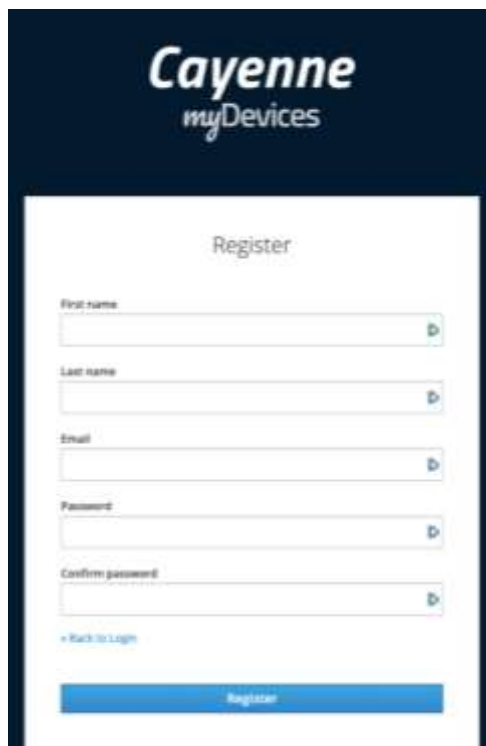 Cayenne
myDevices
Register
First name
Last name
Email
Password
Confirm password
« Back to Login
Register